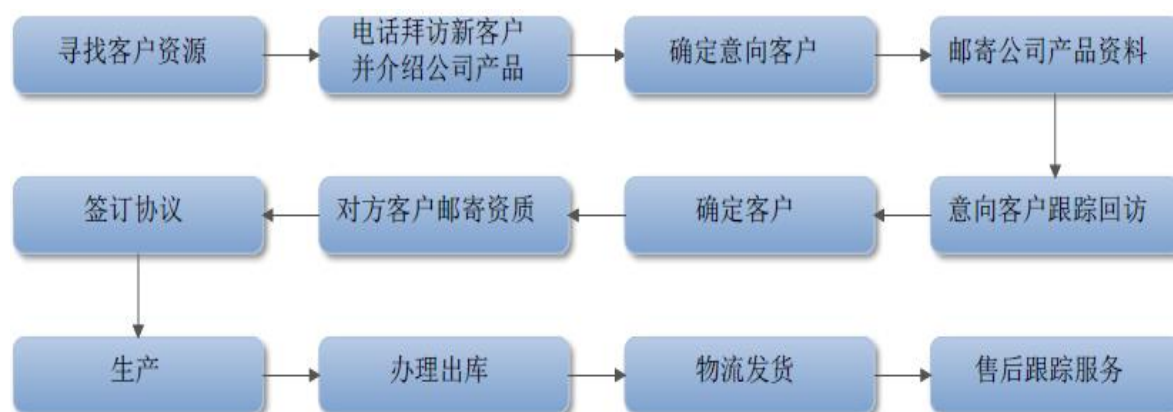 寻找客户资源
电话拜访新客户
并介绍公司产品
确定意向客户
邮寄公司产品资料
意向客户跟踪回访
确定客户
对方客户邮寄资质
签订协议
生产
办理出库
物流发货
售后跟踪服务